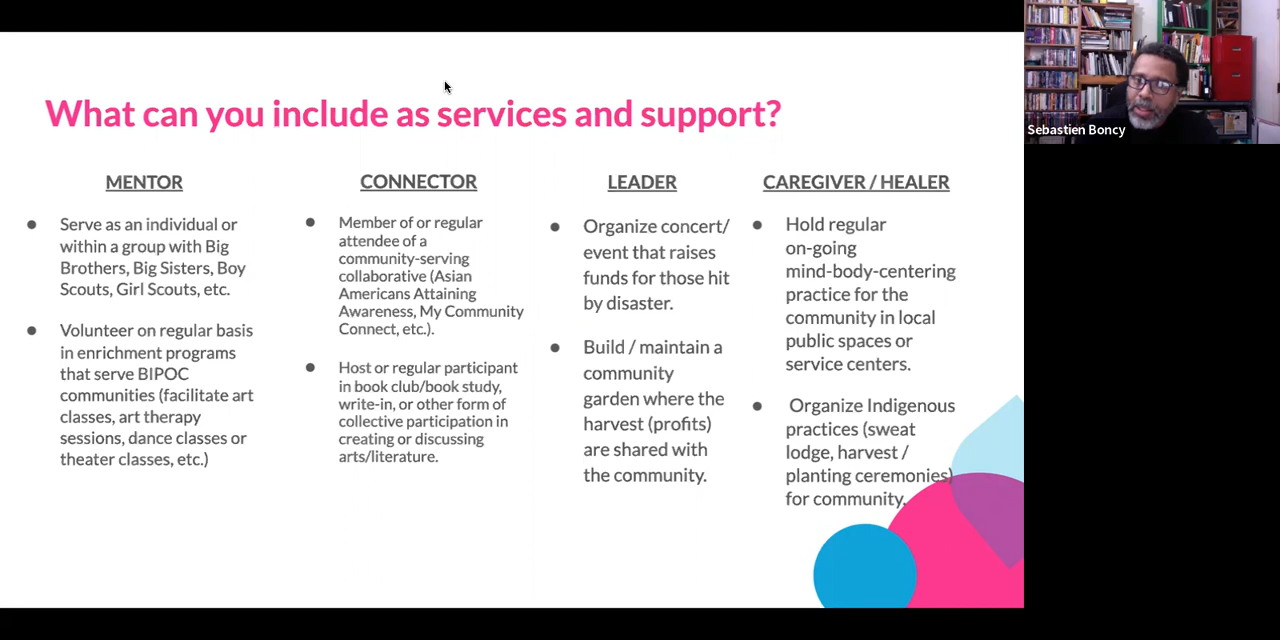 What can you include as services and support?
MENTOR
Serve as an individual or
within a group with Big
Brothers, Big Sisters, Boy
Scouts, Girl Scouts, etc.
Volunteer on regular basis
in enrichment programs
that serve BIPOC
communities (facilitate art
classes, art therapy
sessions, dance classes or
theater classes, etc.)
CONNECTOR
Member of or regular
attendee of a
community-serving
collaborative (Asian
Americans Attaining
Awareness, My Community
Connect, etc.).
Host or regular participant
in book club/book study,
write-in, or other form of
collective participation in
creating or discussing
arts/literature.
LEADER
Organize concert/
event that raises
funds for those hit
by disaster.
Build / maintain a
community
garden where the
harvest (profits)
are shared with
the community.
CAREGIVER / HEALER
Hold regular
on-going
mind-body-centering
practice for the
community in local
public spaces or
service centers.
Organize Indigenous
practices (sweat
lodge, harvest /
planting ceremonies)
for community.
Sebastien Boncy